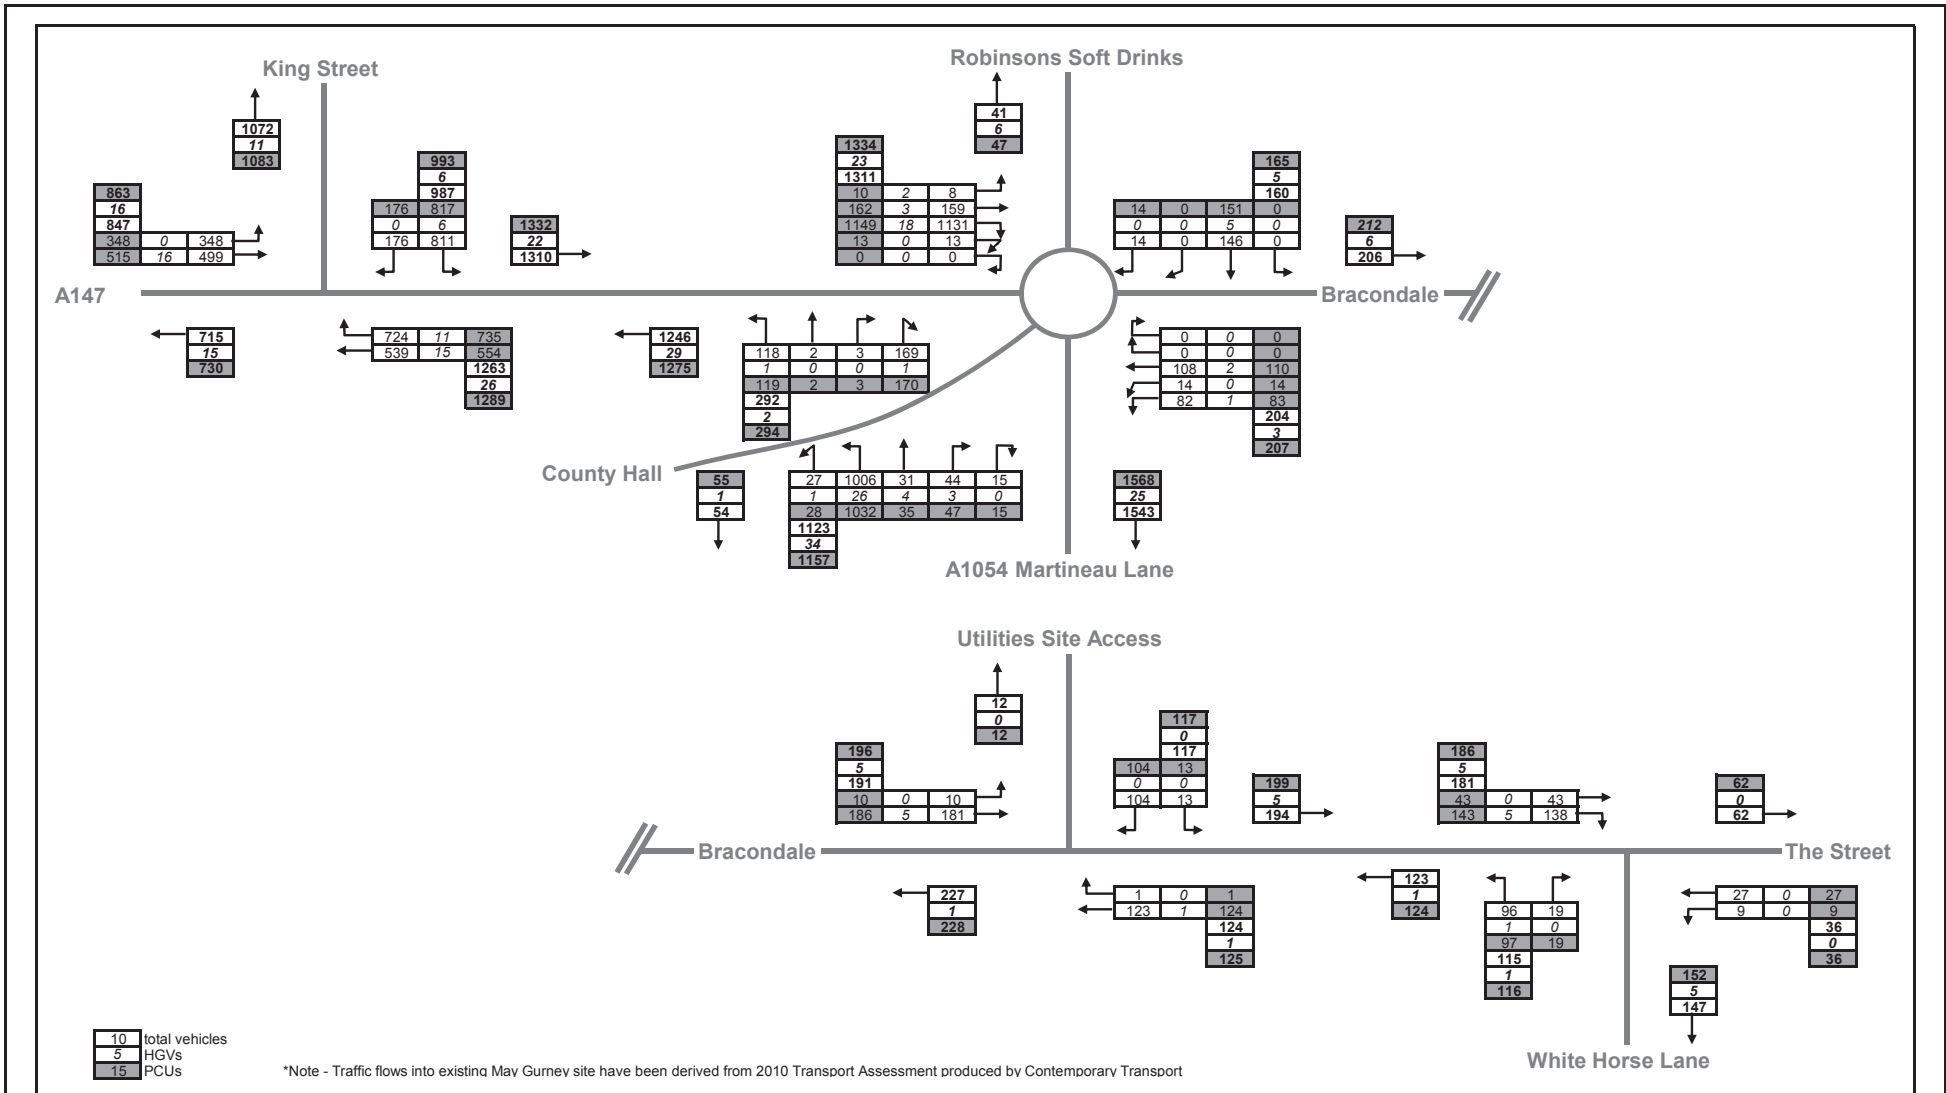 King Street
Robinsons Soft Drinks
1072
11
1083
41
6
47
863
16
847
348 0 348
515 16 499
993
6
987
176 817
0 6
176 811
1332
22
1310
1334
23
1311
10 2 8
162 3 159
1149 18 1131
13 0 13
0 0 0
165
5
160
14 0 151 0
0 0 5 0
14 0 146 0
212
6
206
A147
Bracondale
715
15
730
724 11 735
539 15 554
1263
26
1289
1246
29
1275
118 2 3 169
1 0 0 1
119 2 3 170
292
2
294
0 0 0
0 0 0
108 2 110
14 0 14
82 1 83
204
3
207
County Hall
55
1
54
27 1006 31 44 15
1 26 4 3 0
28 1032 35 47 15
1123
34
1157
1568
25
1543
A1054 Martineau Lane
Utilities Site Access
12
0
12
196
5
191
10 0 10
186 5 181
117
0
117
104 13
0 0
104 13
199
5
194
186
5
181
43 0 43
143 5 138
62
0
62
Bracondale
The Street
227
1
228
1 0 1
123 1 124
124
1
125
123
1
124
96 19
1 0
97 19
115
1
116
27 0 27
9 0 9
36
0
36
152
5
147
White Horse Lane
10 total vehicles
5 HGVs
15 PCUs
*Note - Traffic flows into existing May Gurney site have been derived from 2010 Transport Assessment produced by Contemporary Transport